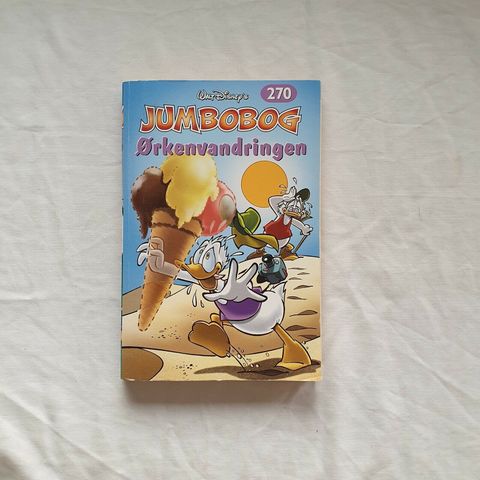 Walt Disney's
270
JUMBOBOG
Ørkenvandringen